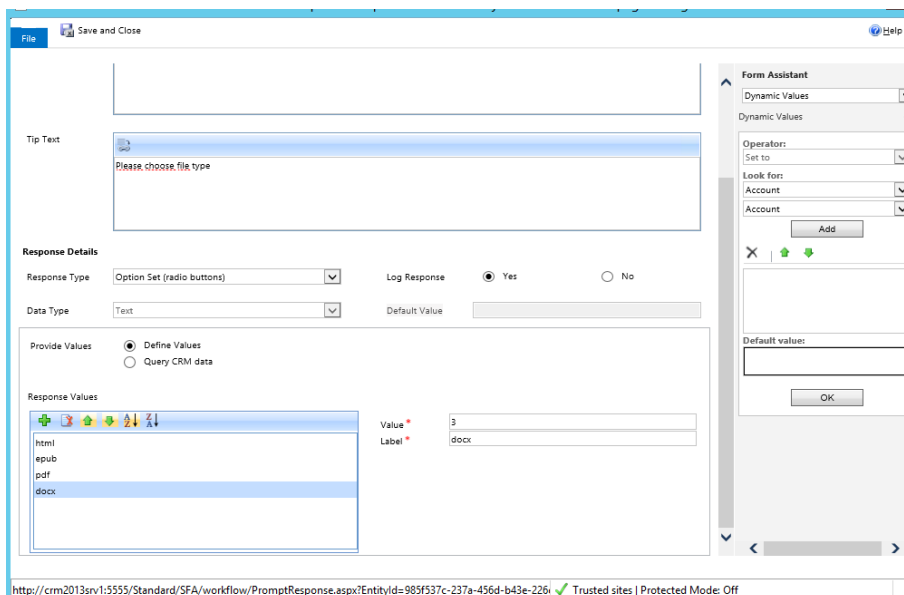 File
Save and Close
Help
Form Assistant
Dynamic Values
Dynamic Values
Tip Text
Please choose file type
Operator:
Set to
Look for:
Account
Account
Add
Response Details
Response Type Option Set (radio buttons) Log Response Yes No
Data Type Text Default Value
Default value:
OK
Provide Values Define Values
Query CRM data
Response Values
A Z Z A
Value * 3
Label * docx
html
epub
pdf
docx
http://crm2013srv1:5555/Standard/SFA/workflow/PromptResponse.aspx?EntityId=985f537c-237a-456d-b43e-226 Trusted sites | Protected Mode: Off